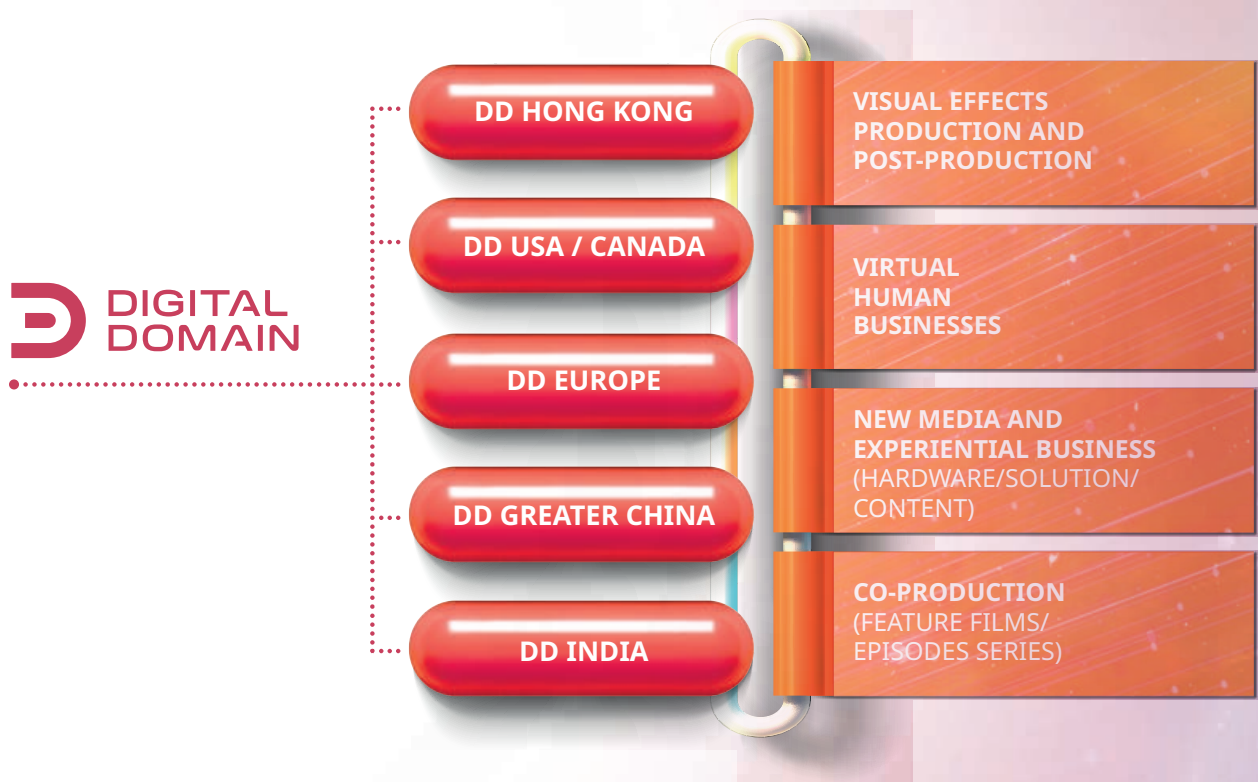 DIGITAL
DOMAIN
DD HONG KONG
DD USA / CANADA
DD EUROPE
DD GREATER CHINA
DD INDIA
VISUAL EFFECTS
PRODUCTION AND
POST-PRODUCTION
VIRTUAL
HUMAN
BUSINESSES
NEW MEDIA AND
EXPERIENTIAL BUSINESS
(HARDWARE/SOLUTION/
CONTENT)
CO-PRODUCTION
(FEATURE FILMS/
EPISODES SERIES)